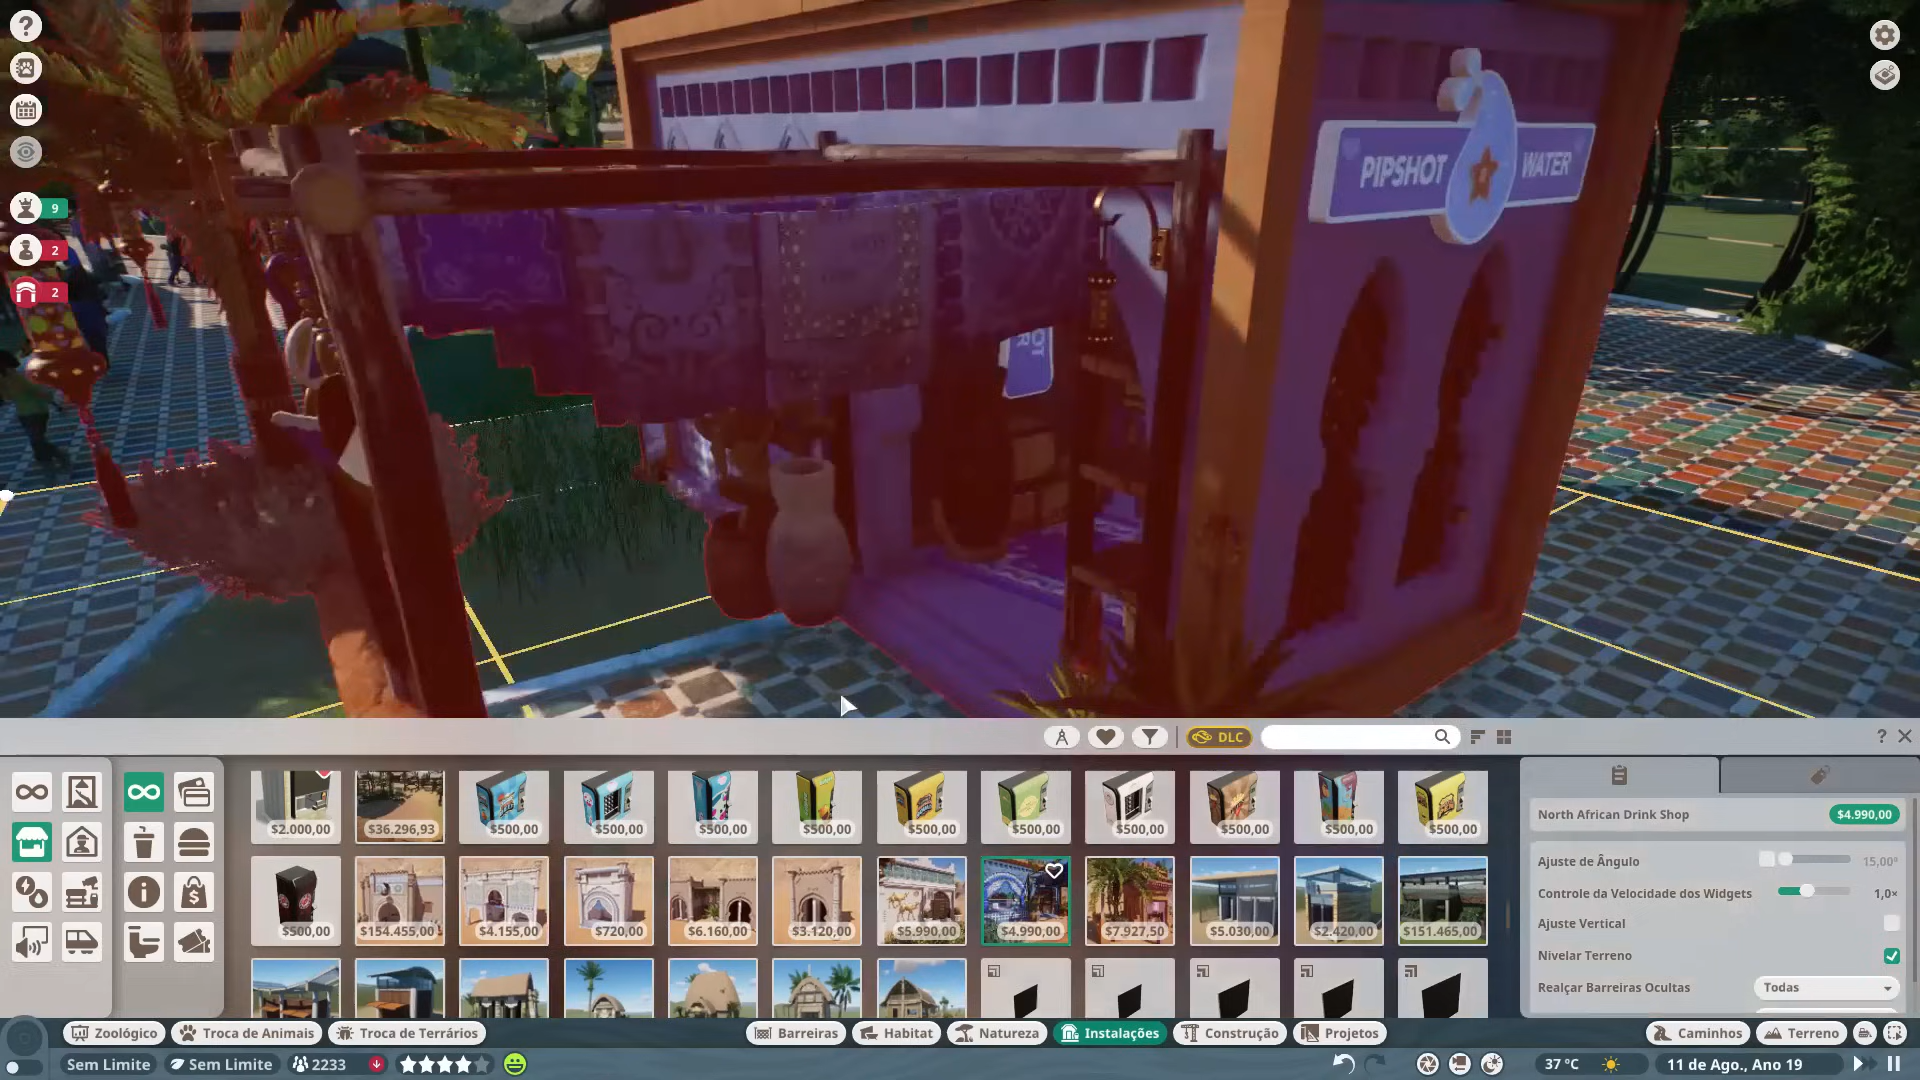 9
2
2
PIPSHOT WATER
DLC
$2.000,00
$36.296,93
$500,00
$500,00
$500,00
$500,00
$500,00
$500,00
$500,00
$500,00
$500,00
$500,00
$500,00
$154.455,00
$4.155,00
$720,00
$6.160,00
$3.120,00
$5.990,00
$4.990,00
$7.927,50
$5.030,00
$2.420,00
$151.465,00
North African Drink Shop
$4.990,00
Ajuste de Ângulo
15,00°
Controle da Velocidade dos Widgets
1,0×
Ajuste Vertical
Nivelar Terreno
Realçar Barreiras Ocultas
Todas
Zoológico
Troca de Animais
Troca de Terrários
Barreiras
Habitat
Natureza
Instalações
Construção
Projetos
Caminhos
Terreno
Sem Limite
Sem Limite
2233
37 °C
11 de Ago., Ano 19